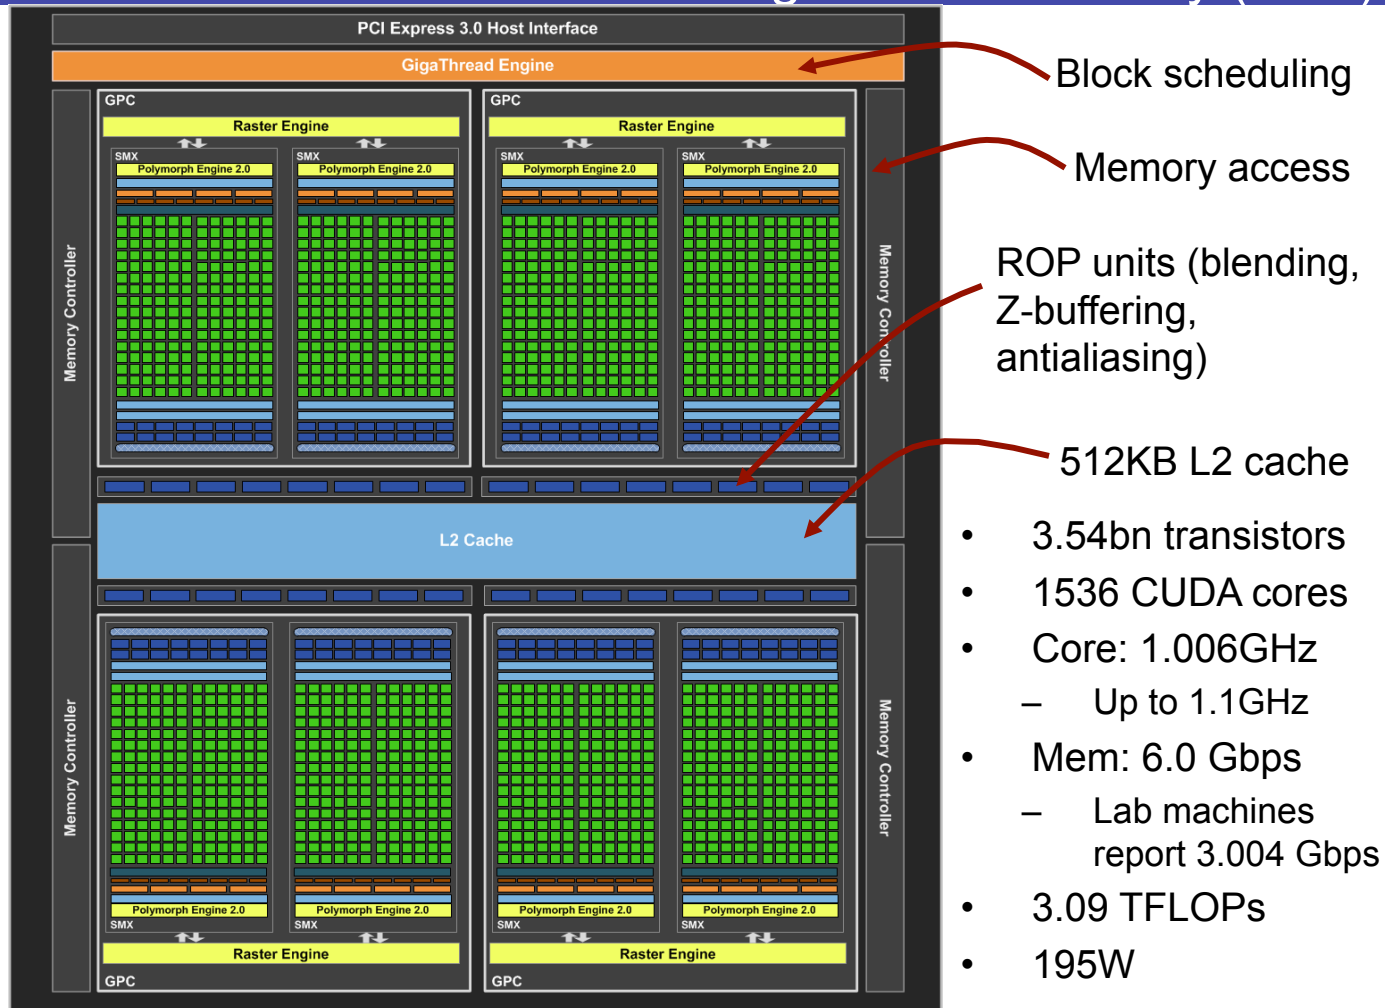 PCI Express 3.0 Host Interface
GigaThread Engine
Block scheduling
GPC
GPC
Raster Engine
Raster Engine
SMX
SMX
SMX
SMX
Polymorph Engine 2.0
Polymorph Engine 2.0
Polymorph Engine 2.0
Polymorph Engine 2.0
Memory access
Memory Controller
Memory Controller
ROP units (blending,
Z-buffering,
antialiasing)
512KB L2 cache
L2 Cache
• 3.54bn transistors
• 1536 CUDA cores
• Core: 1.006GHz
– Up to 1.1GHz
• Mem: 6.0 Gbps
– Lab machines
report 3.004 Gbps
• 3.09 TFLOPs
• 195W
Memory Controller
Memory Controller
Polymorph Engine 2.0
Polymorph Engine 2.0
Polymorph Engine 2.0
Polymorph Engine 2.0
SMX
SMX
SMX
SMX
Raster Engine
Raster Engine
GPC
GPC